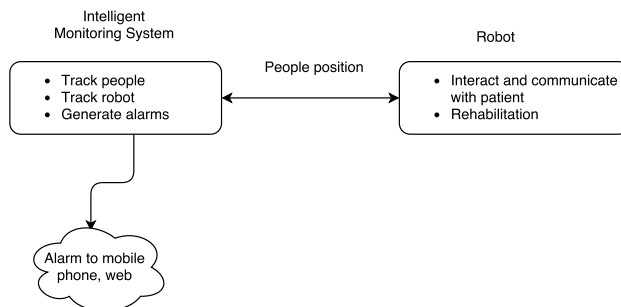 Intelligent
Monitoring System
Robot
People position
• Track people
• Track robot
• Generate alarms
• Interact and communicate
with patient
• Rehabilitation
Alarm to mobile
phone, web